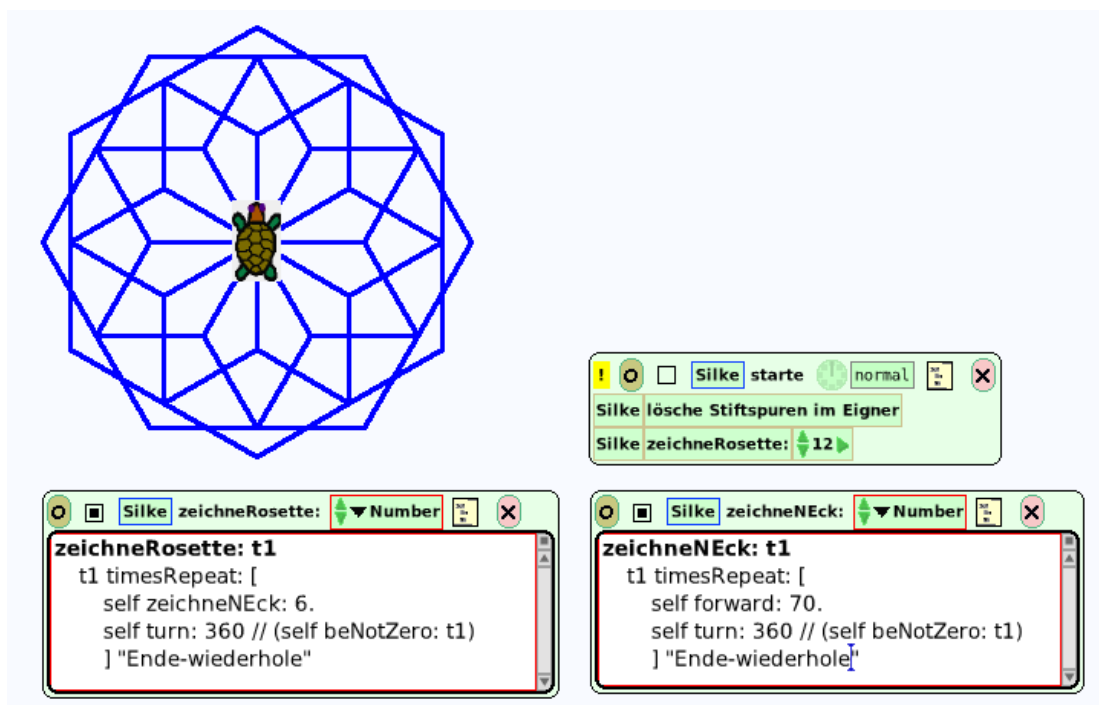 ! Silke starte normal
Silke lösche Stiftspuren im Eigner
Silke zeichneRosette: 12
Silke zeichneRosette: Number
zeichneRosette: t1
t1 timesRepeat: [
self zeichneNEck: 6.
self turn: 360 // (self beNotZero: t1)
] "Ende-wiederhole"
Silke zeichneNEck: Number
zeichneNEck: t1
t1 timesRepeat: [
self forward: 70.
self turn: 360 // (self beNotZero: t1)
] "Ende-wiederhole"